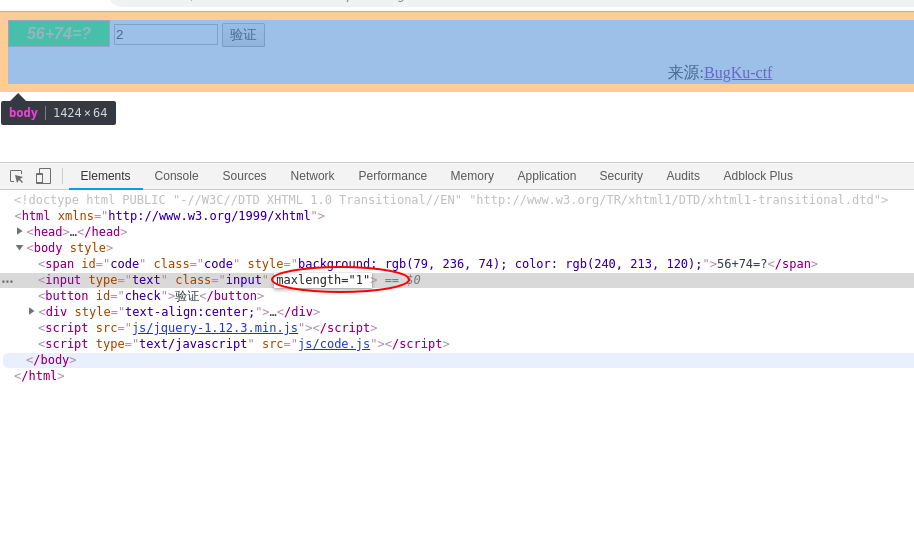 56+74=? 2 验证
来源:BugKu-ctf
body 1424 × 64
Elements Console Sources Network Performance Memory Application Security Audits Adblock Plus
<!doctype html PUBLIC "-//W3C//DTD XHTML 1.0 Transitional//EN" "http://www.w3.org/TR/xhtml1/DTD/xhtml1-transitional.dtd">
<html xmlns="http://www.w3.org/1999/xhtml">
<head>…</head>
<body style>
<span id="code" class="code" style="background: rgb(79, 236, 74); color: rgb(240, 213, 120);">56+74=?</span>
<input type="text" class="input" maxlength="1"> == $0
<button id="check">验证</button>
<div style="text-align:center;">…</div>
<script src="js/jquery-1.12.3.min.js"></script>
<script type="text/javascript" src="js/code.js"></script>
</body>
</html>